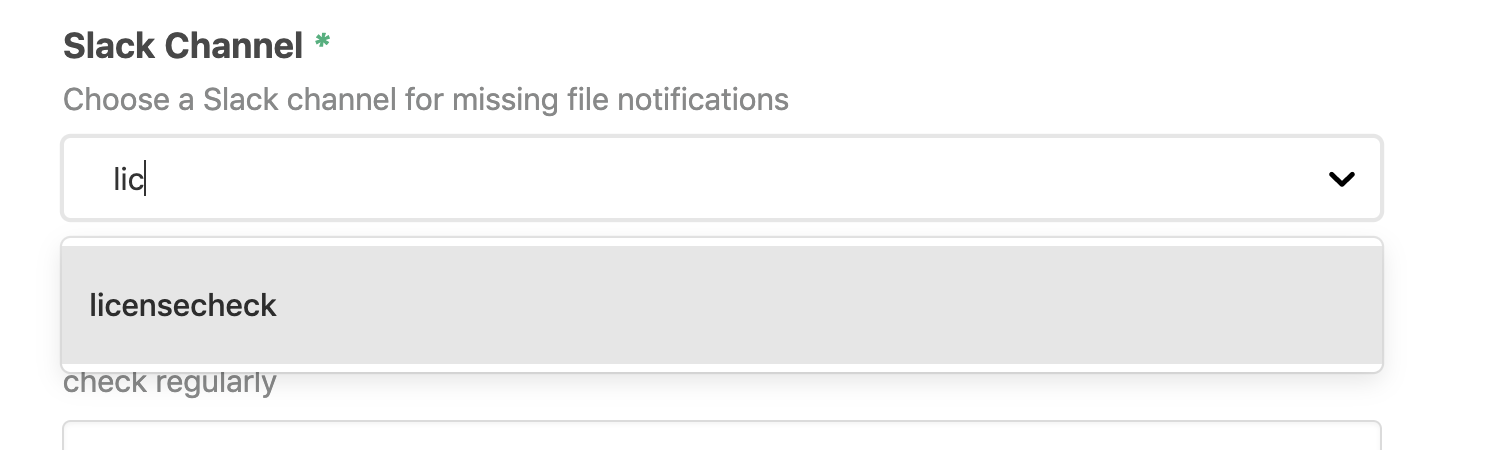 Slack Channel *
Choose a Slack channel for missing file notifications
lic
licensecheck
check regularly